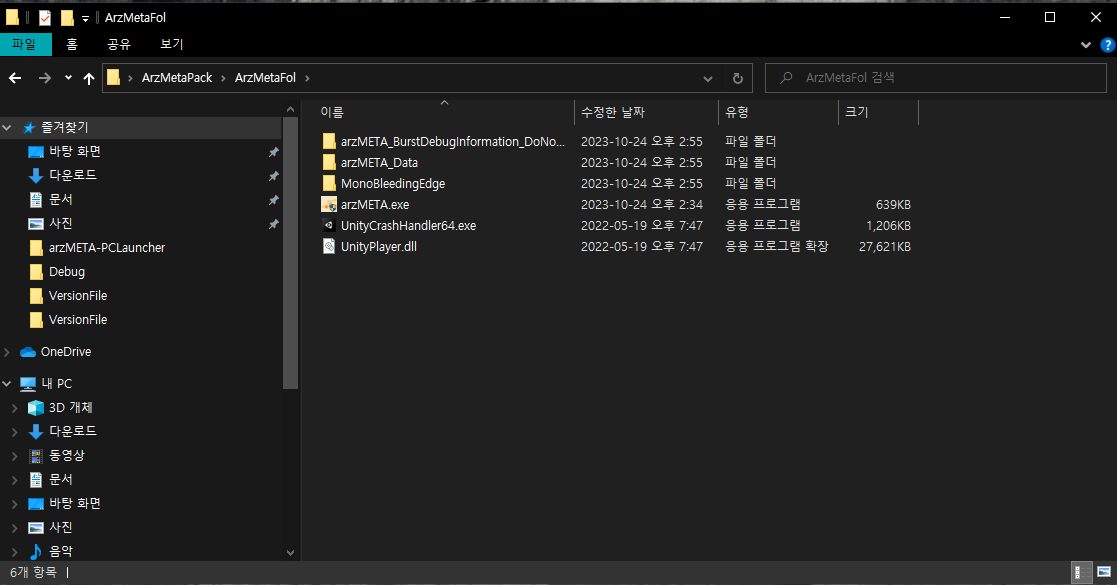 ArzMetaFol
파일 홈 공유 보기
ArzMetaPack ArzMetaFol ArzMetaFol 검색
이름 수정한 날짜 유형 크기
즐겨찾기
바탕 화면
다운로드
문서
사진
arzMETA-PCLauncher
Debug
VersionFile
VersionFile
OneDrive
내 PC
3D 개체
다운로드
동영상
문서
바탕 화면
사진
음악
arzMETA_BurstDebugInformation_DoNo... 2023-10-24 오후 2:55 파일 폴더
arzMETA_Data 2023-10-24 오후 2:55 파일 폴더
MonoBleedingEdge 2023-10-24 오후 2:55 파일 폴더
arzMETA.exe 2023-10-24 오후 2:34 응용 프로그램 639KB
UnityCrashHandler64.exe 2022-05-19 오후 7:47 응용 프로그램 1,206KB
UnityPlayer.dll 2022-05-19 오후 7:47 응용 프로그램 확장 27,621KB
6개 항목